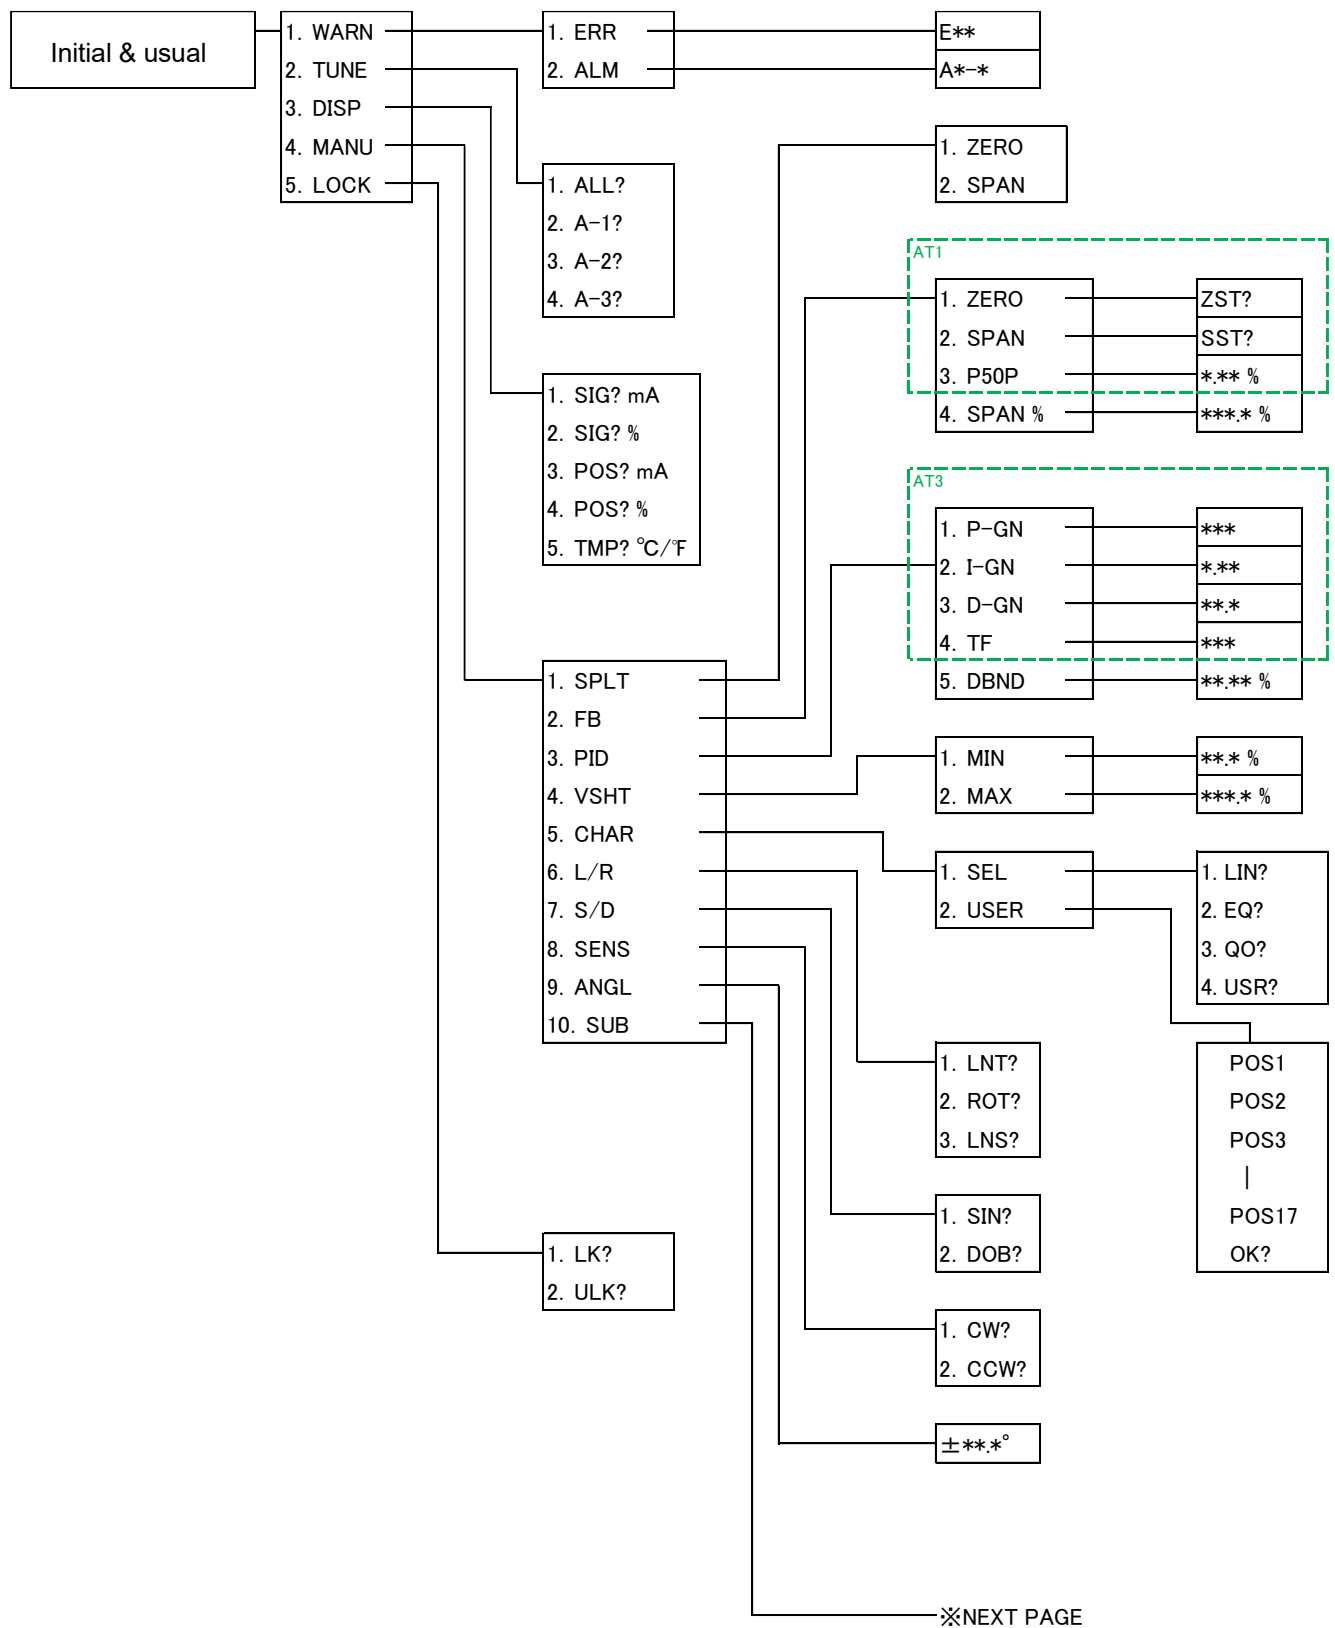 Initial & usual
1. WARN
2. TUNE
3. DISP
4. MANU
5. LOCK
1. ERR
2. ALM
E**
A*-*
1. ALL?
2. A-1?
3. A-2?
4. A-3?
1. SIG? mA
2. SIG? %
3. POS? mA
4. POS? %
5. TMP? ℃/℉
1. SPLT
2. FB
3. PID
4. VSHT
5. CHAR
6. L/R
7. S/D
8. SENS
9. ANGL
10. SUB
1. LK?
2. ULK?
1. ZERO
2. SPAN
AT1
1. ZERO
2. SPAN
3. P50P
4. SPAN %
ZST?
SST?
*.** %
***.* %
AT3
1. P-GN
2. I-GN
3. D-GN
4. TF
5. DBND
***
*.**
**.*
***
**.** %
1. MIN
2. MAX
**.* %
***.* %
1. SEL
2. USER
1. LIN?
2. EQ?
3. QO?
4. USR?
POS1
POS2
POS3
|
POS17
OK?
1. LNT?
2. ROT?
3. LNS?
1. SIN?
2. DOB?
1. CW?
2. CCW?
±**.*°
※NEXT PAGE